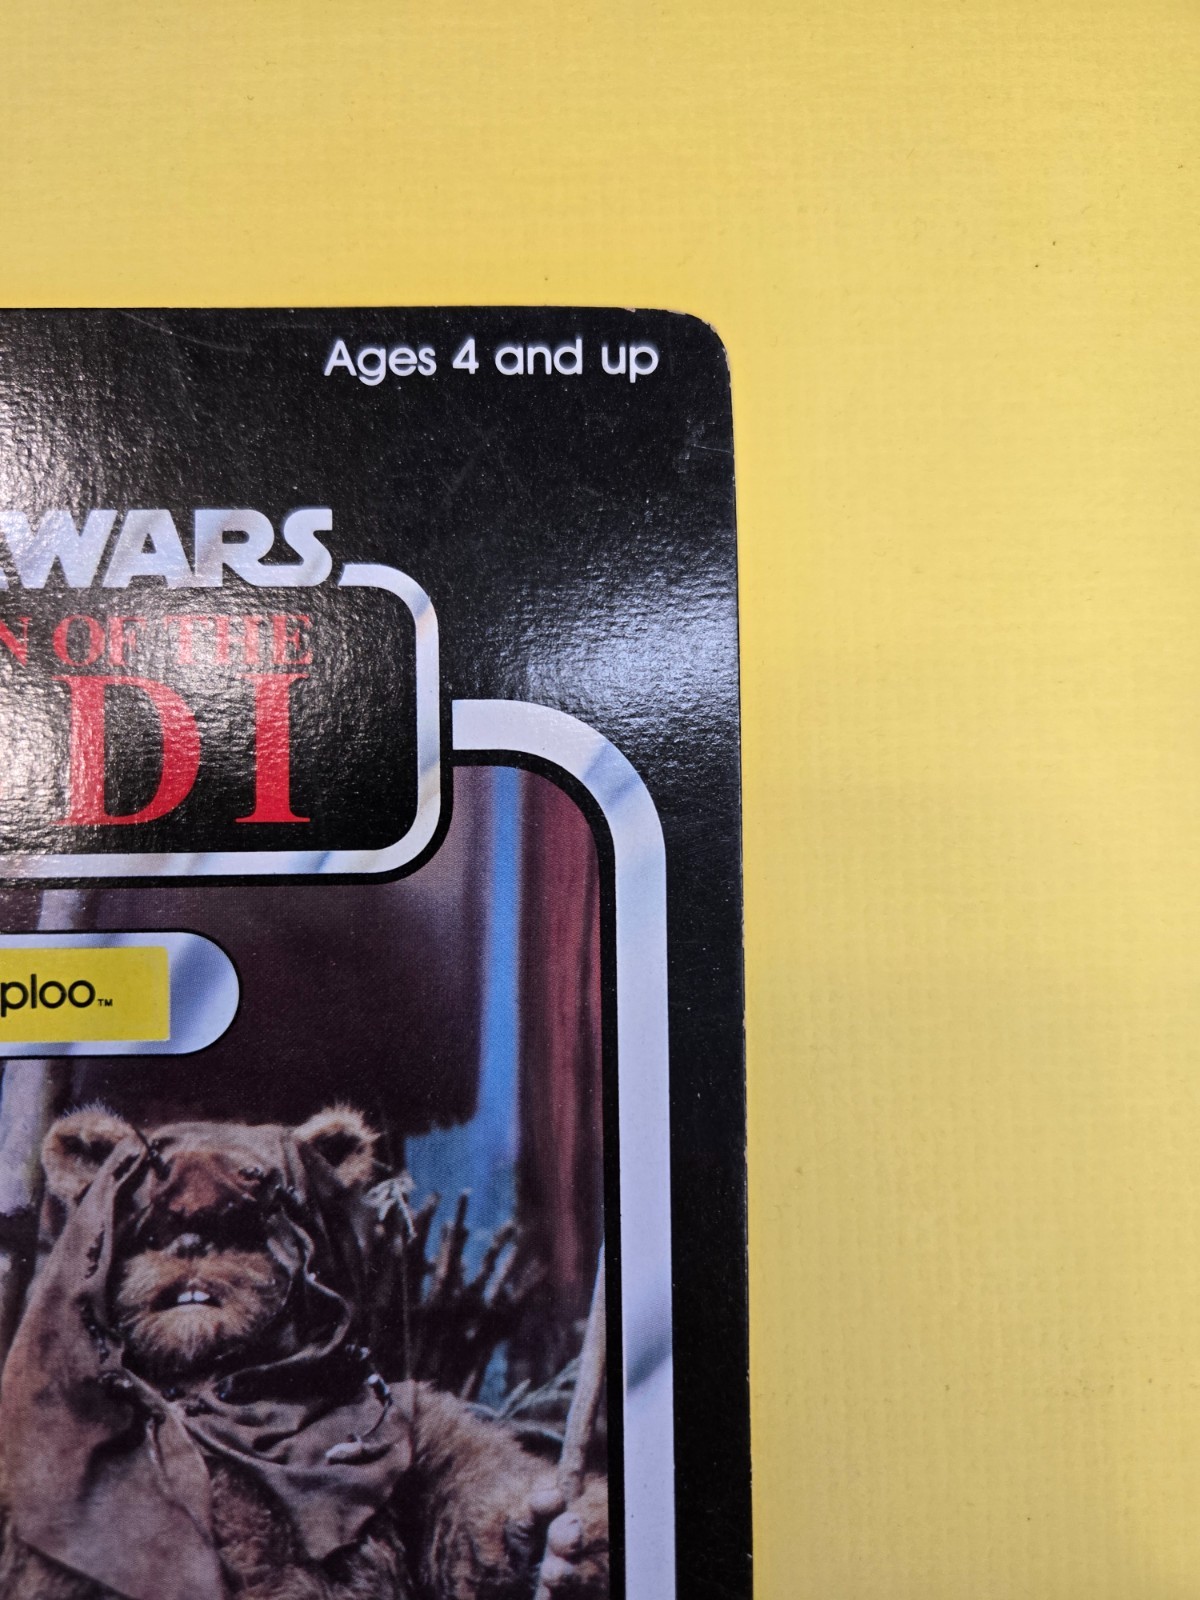 Ages 4 and up
WARS
N OF THE
DI
ploo™